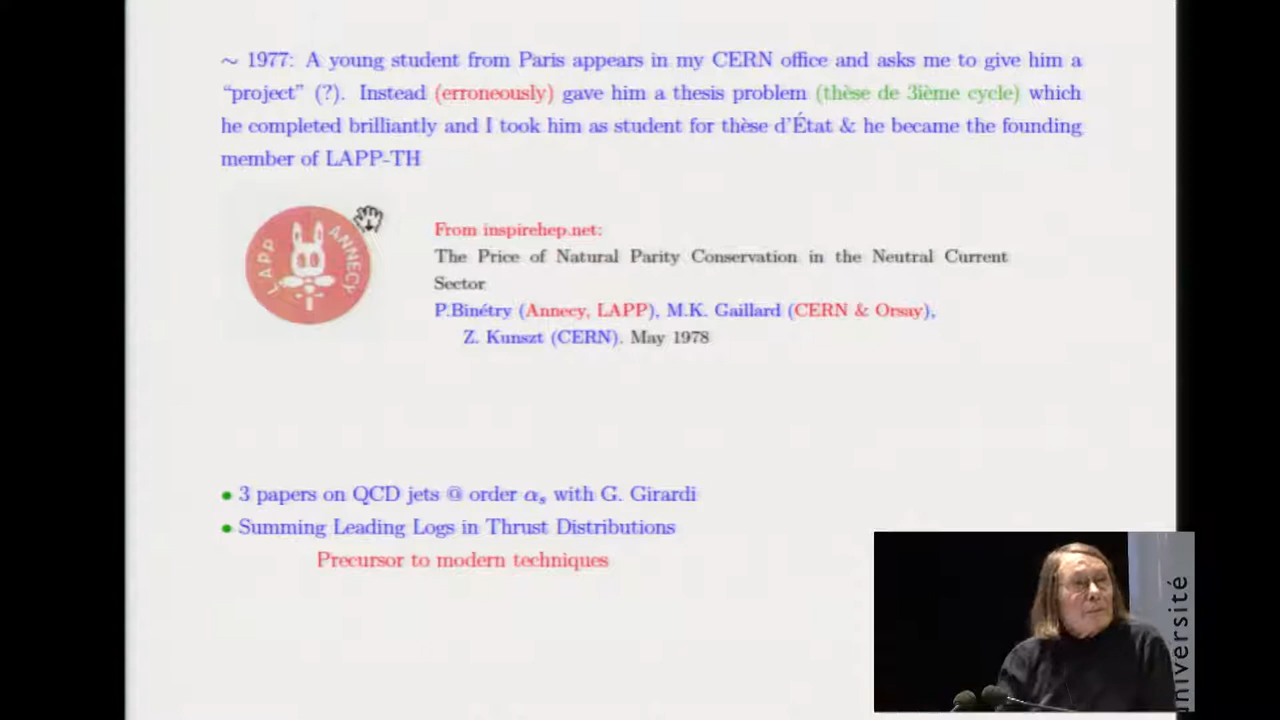 ~ 1977: A young student from Paris appears in my CERN office and asks me to give him a
“project” (?). Instead (erroneously) gave him a thesis problem (thèse de 3ième cycle) which
he completed brilliantly and I took him as student for thèse d'État & he became the founding
member of LAPP-TH
LAPP ANNECY
From inspirehep.net:
The Price of Natural Parity Conservation in the Neutral Current
Sector
P.Binétry (Annecy, LAPP), M.K. Gaillard (CERN & Orsay),
Z. Kunszt (CERN). May 1978
• 3 papers on QCD jets @ order αs with G. Girardi
• Summing Leading Logs in Thrust Distributions
Precursor to modern techniques
université